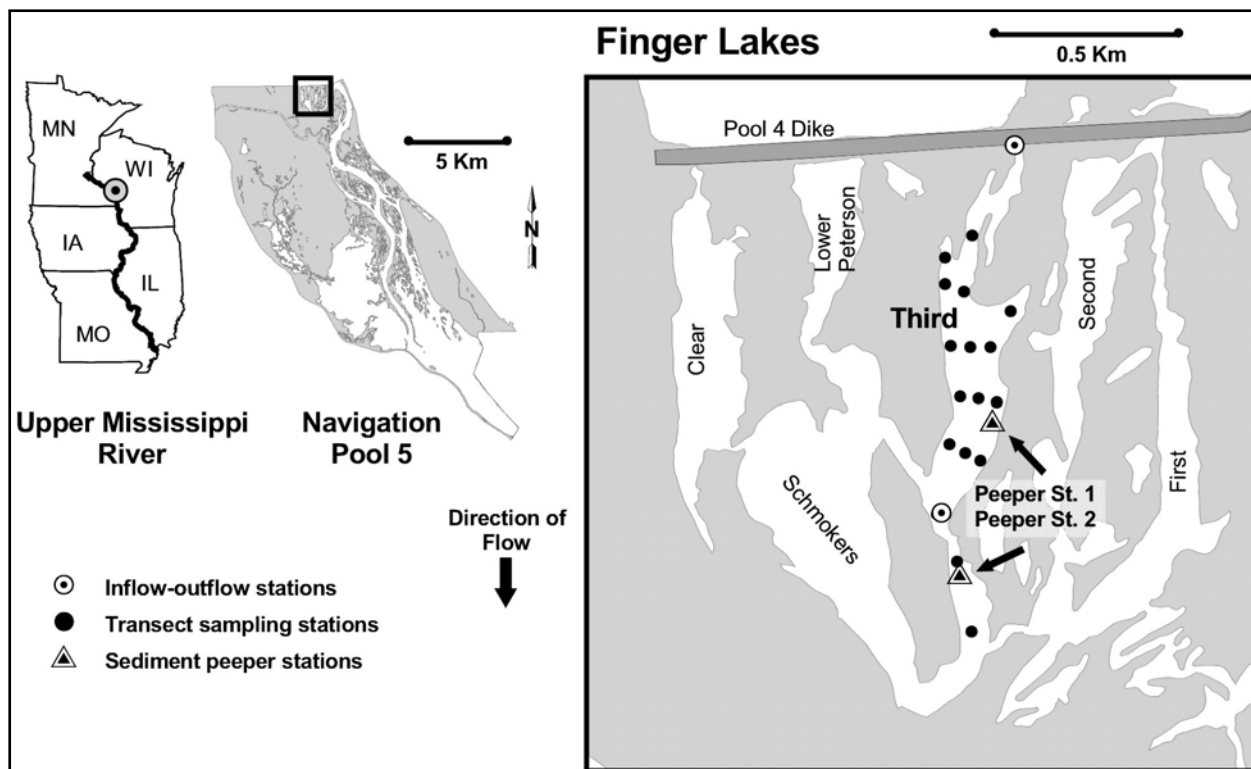 Finger Lakes
0.5 Km
MN
WI
IA
IL
MO
5 Km
N
Upper Mississippi
River
Navigation
Pool 5
Direction of
Flow
Inflow-outflow stations
Transect sampling stations
Sediment peeper stations
Pool 4 Dike
Clear
Lower
Peterson
Third
Second
First
Schmokers
Peeper St. 1
Peeper St. 2